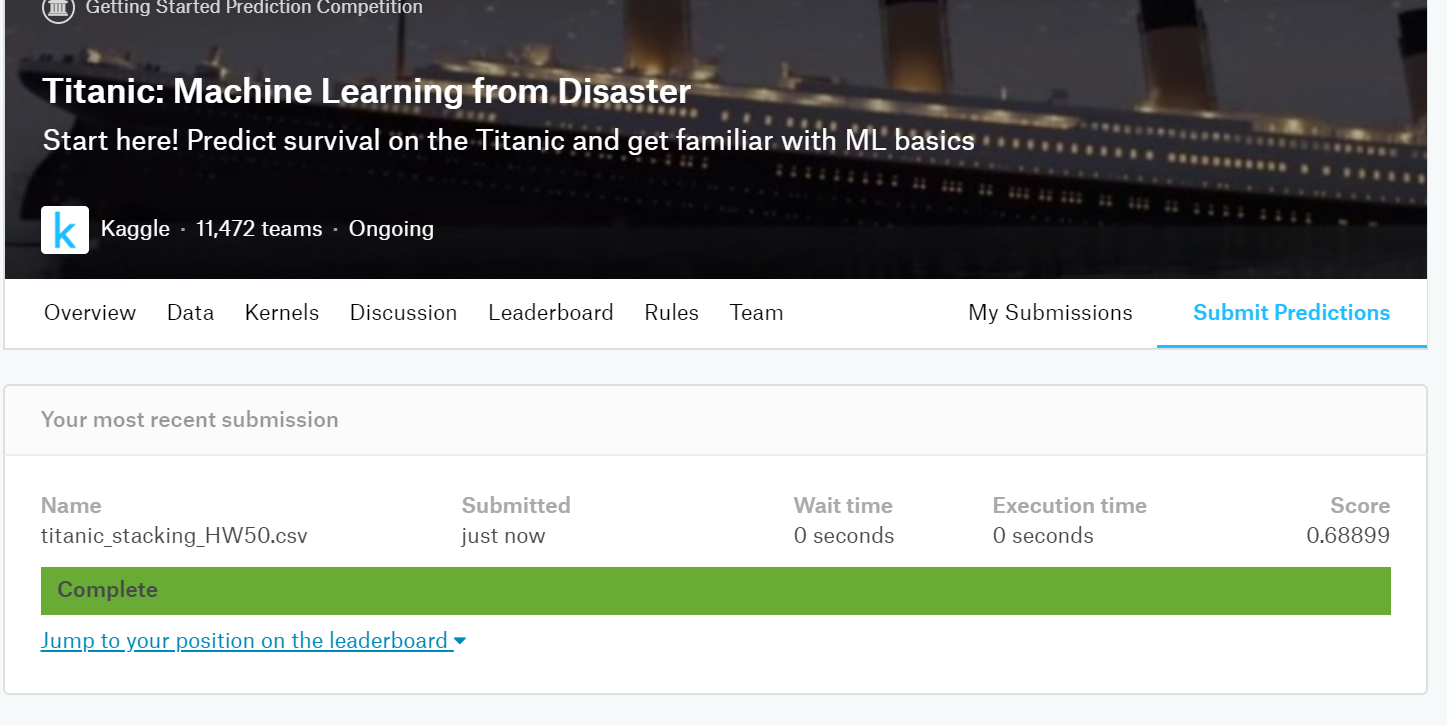 Getting Started Prediction Competition
Titanic: Machine Learning from Disaster
Start here! Predict survival on the Titanic and get familiar with ML basics
k
Kaggle · 11,472 teams · Ongoing
Overview Data Kernels Discussion Leaderboard Rules Team My Submissions Submit Predictions
Your most recent submission
Name Submitted Wait time Execution time Score
titanic_stacking_HW50.csv just now 0 seconds 0 seconds 0.68899
Complete
Jump to your position on the leaderboard